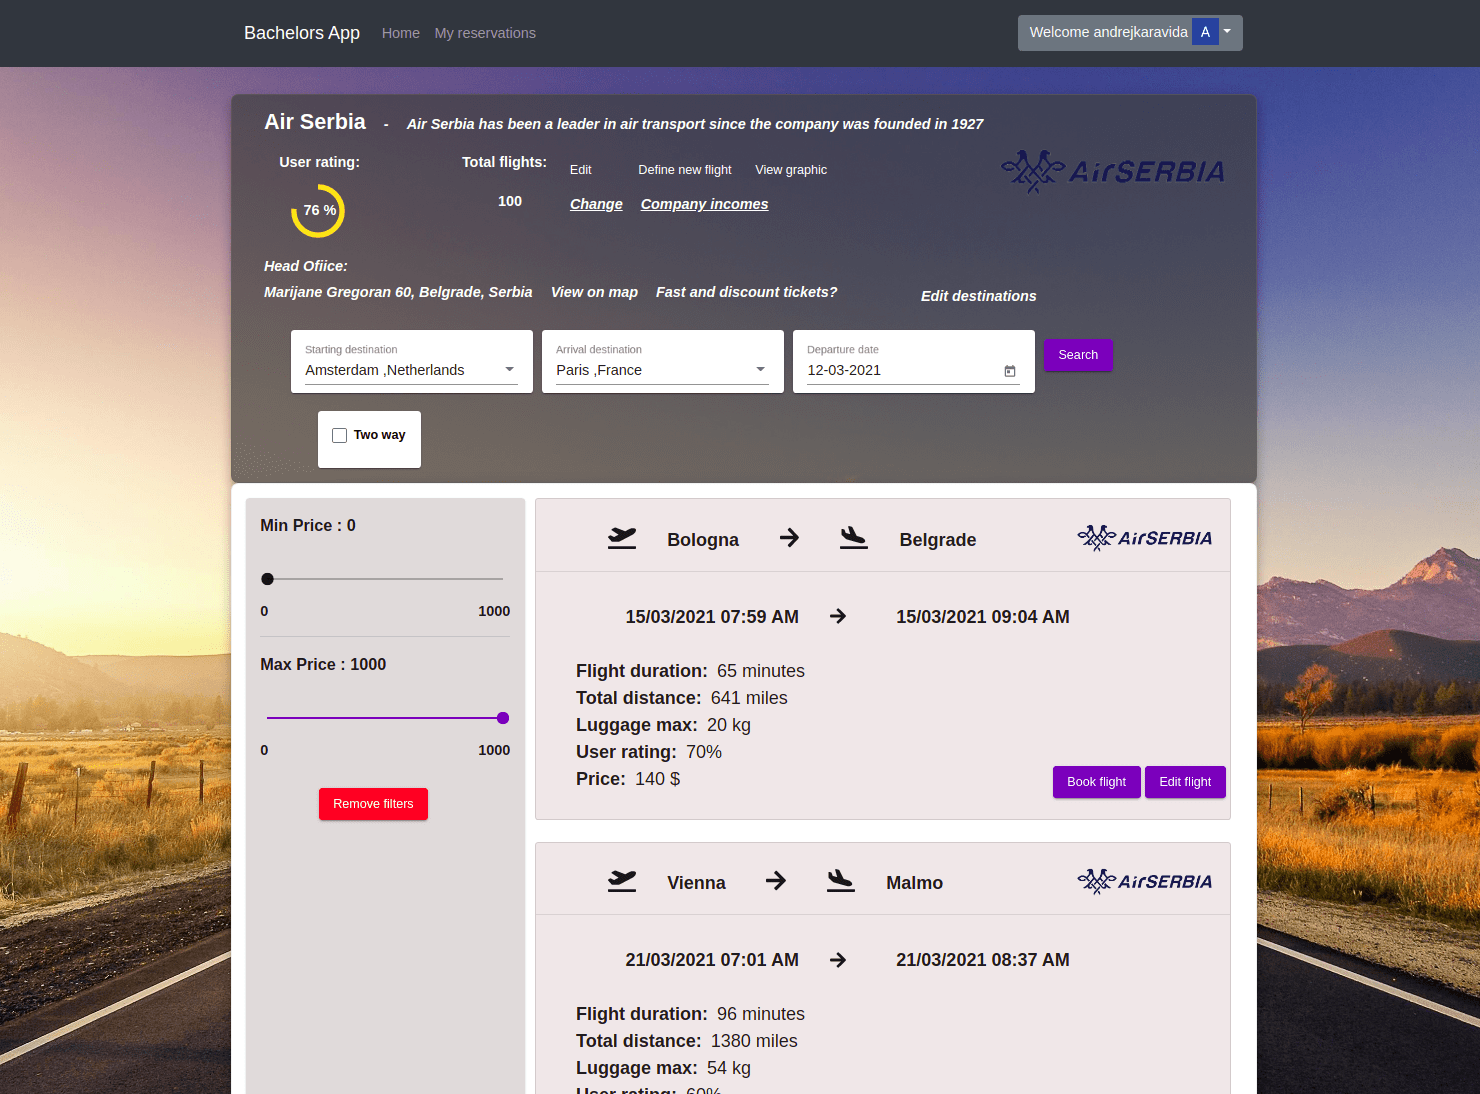 Bachelors App Home My reservations Welcome andrejkaravida A
Air Serbia - Air Serbia has been a leader in air transport since the company was founded in 1927
User rating: Total flights: Edit Define new flight View graphic AirSERBIA
76 % 100 Change Company incomes
Head Ofiice:
Marijane Gregoran 60, Belgrade, Serbia View on map Fast and discount tickets? Edit destinations
Starting destination Arrival destination Departure date
Amsterdam ,Netherlands Paris ,France 12-03-2021 Search
Two way
Min Price : 0
0 1000
Max Price : 1000
0 1000
Remove filters
Bologna Belgrade AirSERBIA
15/03/2021 07:59 AM 15/03/2021 09:04 AM
Flight duration: 65 minutes
Total distance: 641 miles
Luggage max: 20 kg
User rating: 70%
Price: 140 $ Book flight Edit flight
Vienna Malmo AirSERBIA
21/03/2021 07:01 AM 21/03/2021 08:37 AM
Flight duration: 96 minutes
Total distance: 1380 miles
Luggage max: 54 kg
User rating: 60%